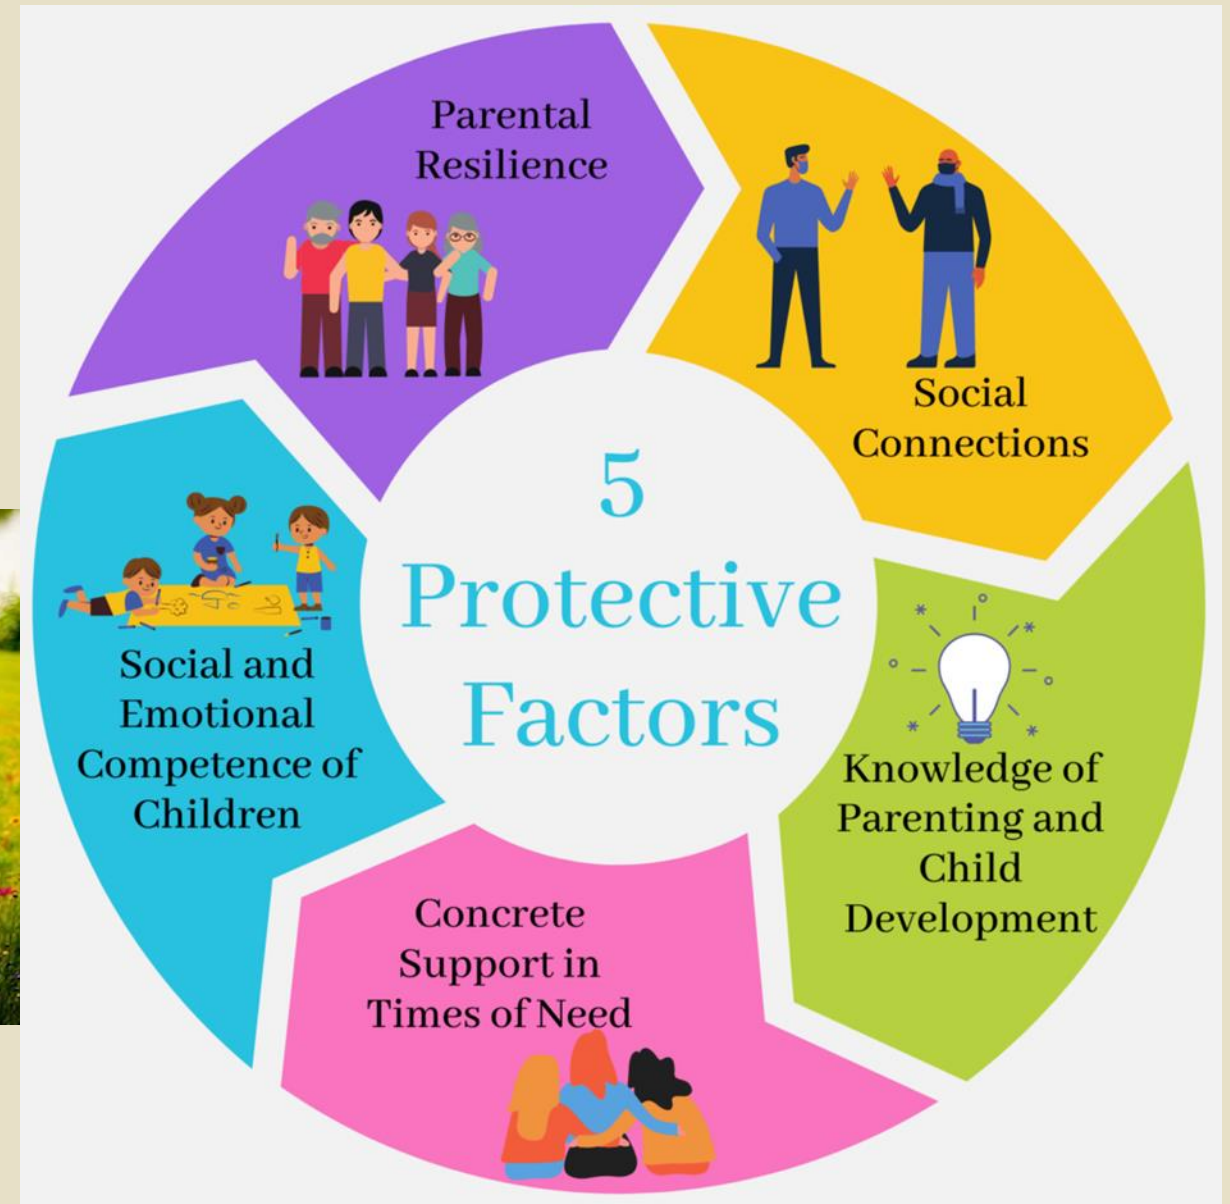 5
Protective
Factors
Parental
Resilience
Social
Connections
Knowledge of
Parenting and
Child
Development
Concrete
Support in
Times of Need
Social and
Emotional
Competence of
Children